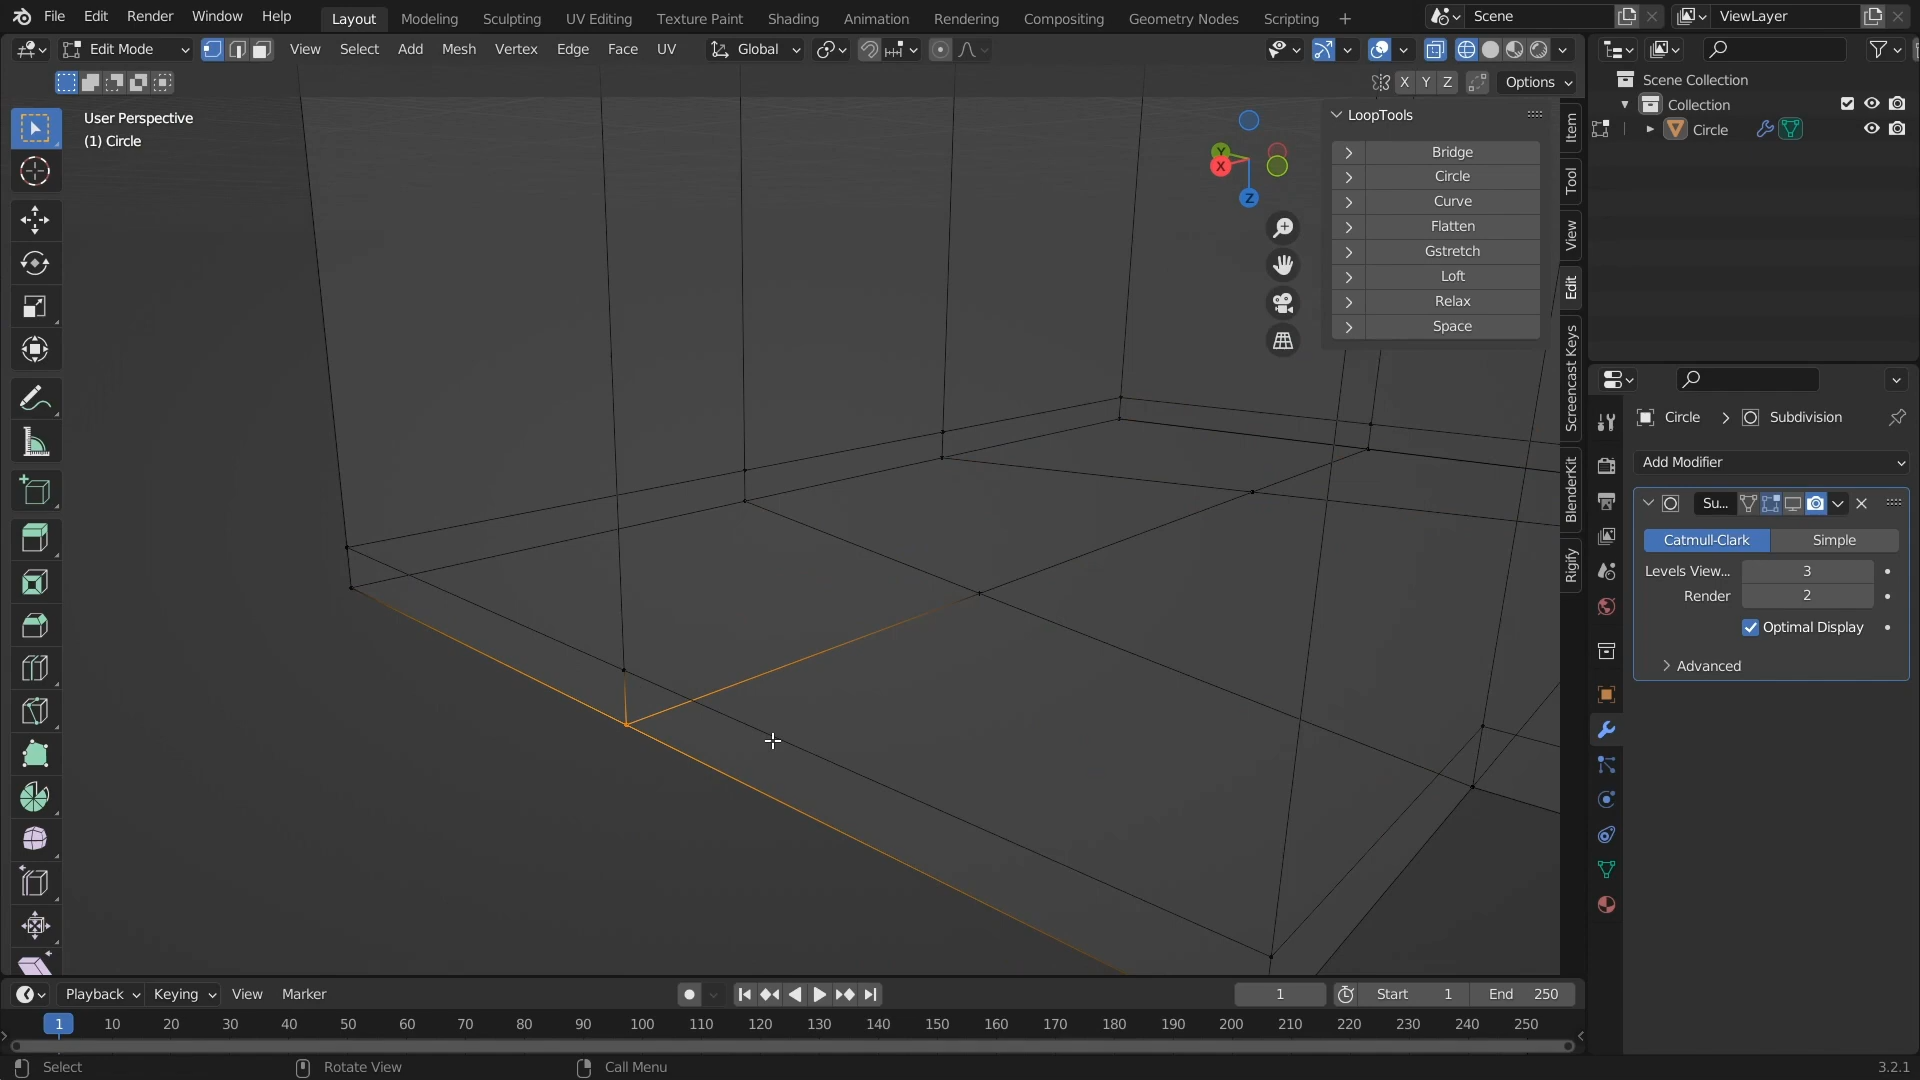 File Edit Render Window Help Layout Modeling Sculpting UV Editing Texture Paint Shading Animation Rendering Compositing Geometry Nodes Scripting + Scene ViewLayer
Edit Mode View Select Add Mesh Vertex Edge Face UV Global
X Y Z Options
User Perspective
(1) Circle
LoopTools
Bridge
Circle
Curve
Flatten
Gstretch
Loft
Relax
Space
Y
X
Z
Item
Tool
View
Edit
Screencast Keys
BlenderKit
Rigify
Scene Collection
Collection
Circle
Circle > Subdivision
Add Modifier
Su...
Catmull-Clark Simple
Levels View... 3
Render 2
Optimal Display
Advanced
Playback Keying View Marker 1 Start 1 End 250
1 10 20 30 40 50 60 70 80 90 100 110 120 130 140 150 160 170 180 190 200 210 220 230 240 250
Select Rotate View Call Menu 3.2.1